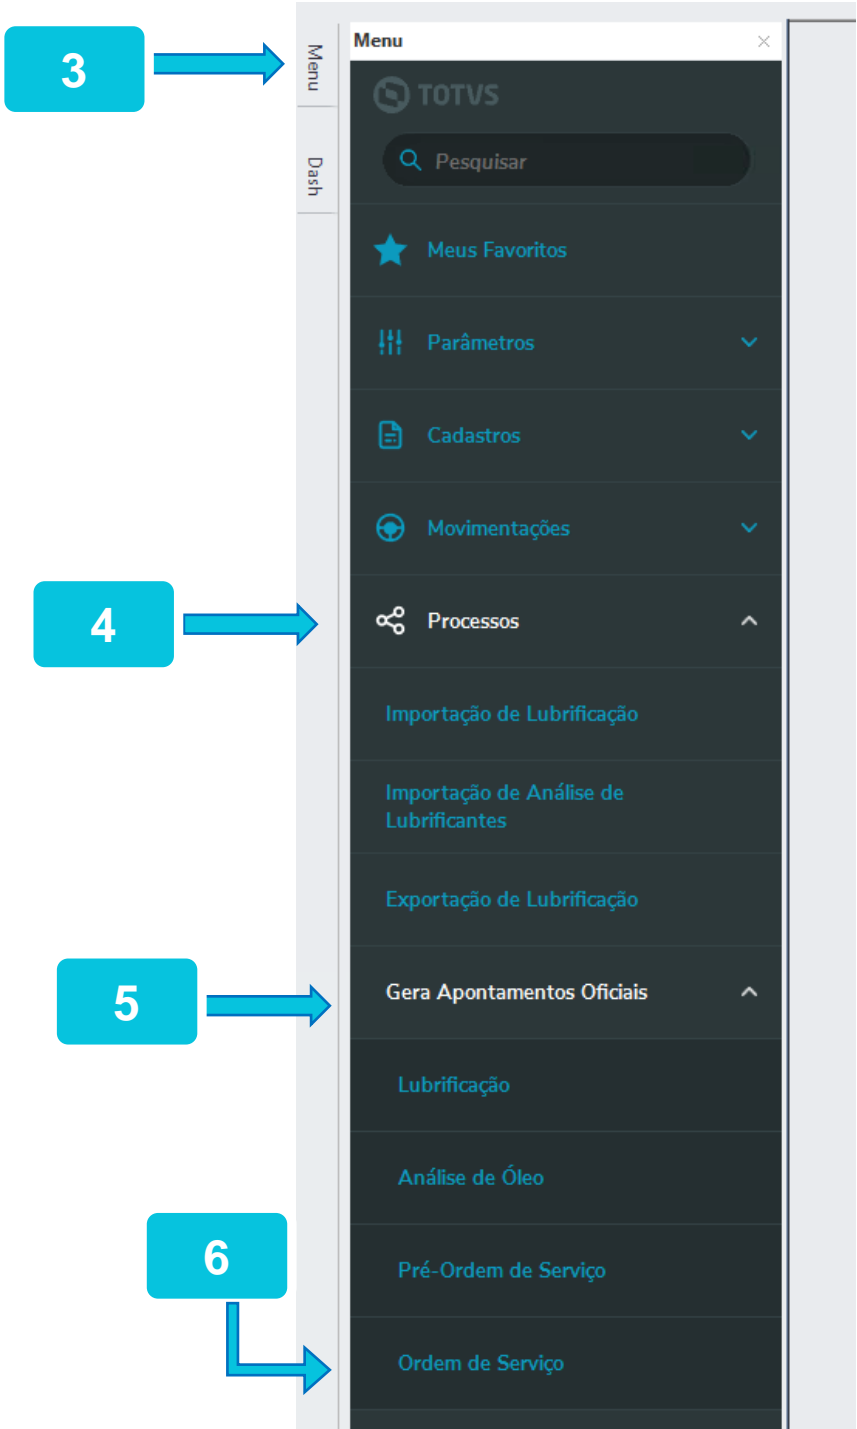 3
Menu
Dash
Menu
TOTVS
Pesquisar
Meus Favoritos
Parâmetros
Cadastros
Movimentações
4
Processos
Importação de Lubrificação
Importação de Análise de
Lubrificantes
Exportação de Lubrificação
5
Gera Apontamentos Oficiais
Lubrificação
Análise de Óleo
6
Pré-Ordem de Serviço
Ordem de Serviço